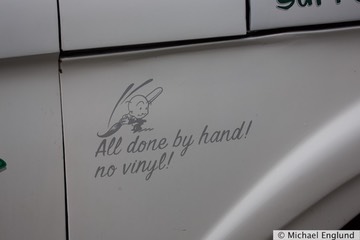 All done by hand!
no vinyl!
© Michael Englund